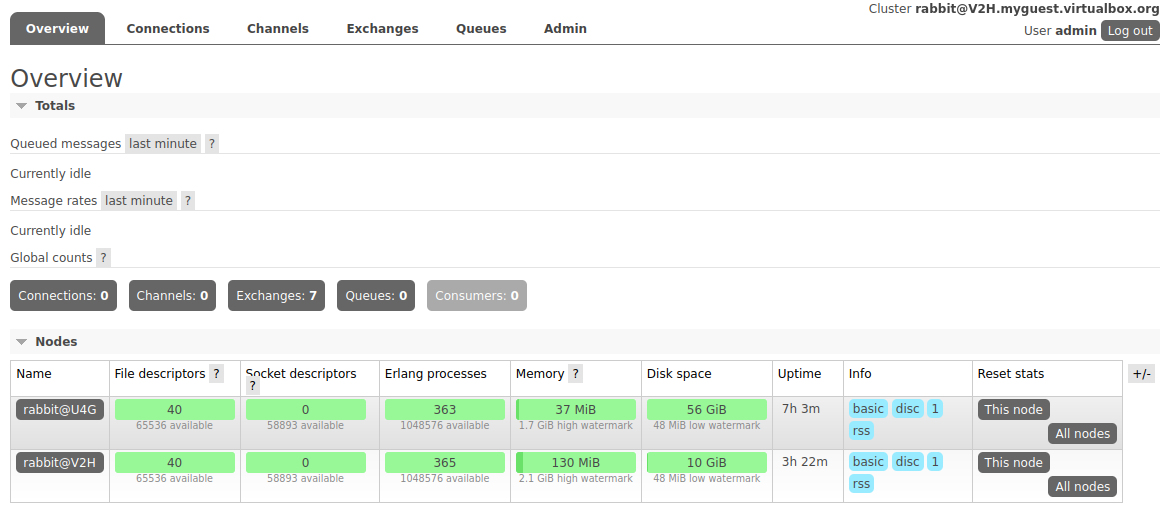 Cluster rabbit@V2H.myguest.virtualbox.org
Overview Connections Channels Exchanges Queues Admin
User admin Log out
Overview
Totals
Queued messages last minute ?
Currently idle
Message rates last minute ?
Currently idle
Global counts ?
Connections: 0 Channels: 0 Exchanges: 7 Queues: 0 Consumers: 0
Nodes
Name File descriptors ? Socket descriptors ? Erlang processes Memory ? Disk space Uptime Info Reset stats +/-
rabbit@U4G 40 0 363 37 MiB 56 GiB 7h 3m basic disc 1 This node
65536 available 58893 available 1048576 available 1.7 GiB high watermark 48 MiB low watermark rss All nodes
rabbit@V2H 40 0 365 130 MiB 10 GiB 3h 22m basic disc 1 This node
65536 available 58893 available 1048576 available 2.1 GiB high watermark 48 MiB low watermark rss All nodes